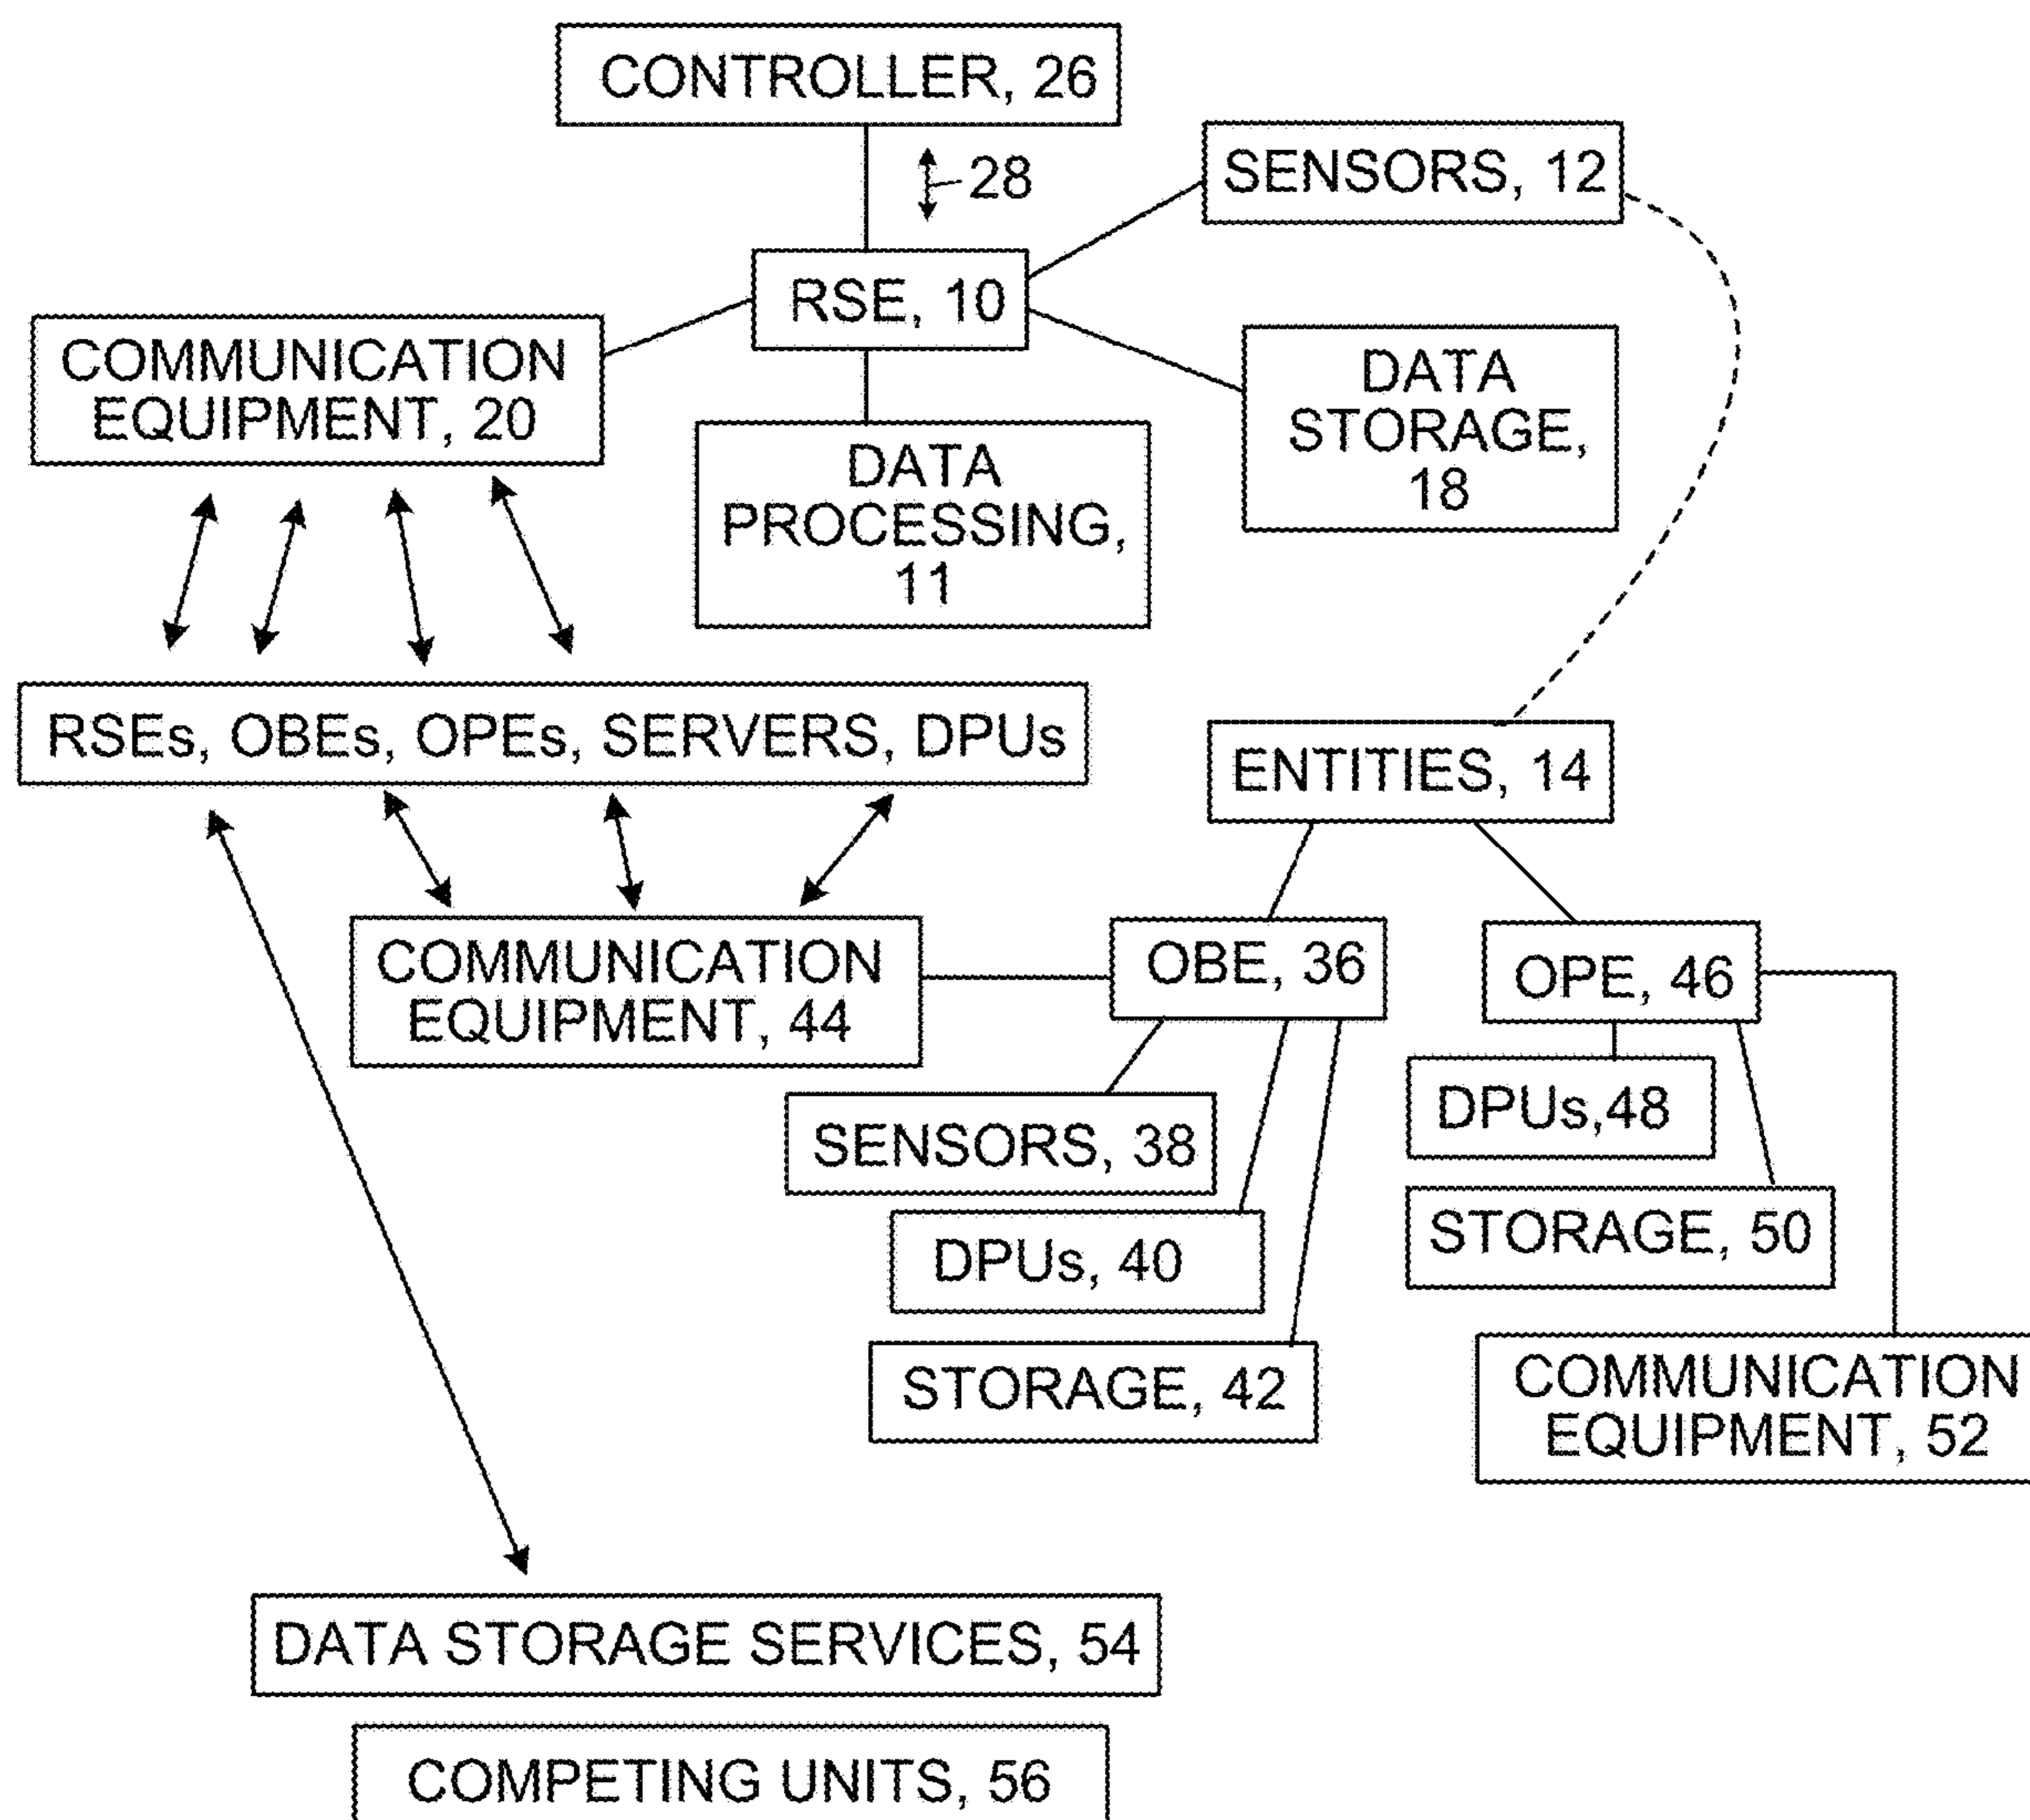 CONTROLLER, 26
28
SENSORS, 12
RSE, 10
COMMUNICATION
EQUIPMENT, 20
DATA
STORAGE,
18
DATA
PROCESSING,
11
RSEs, OBEs, OPEs, SERVERS, DPUs
ENTITIES, 14
COMMUNICATION
EQUIPMENT, 44
OBE, 36
OPE, 46
SENSORS, 38
DPUs,48
DPUs, 40
STORAGE, 50
STORAGE, 42
COMMUNICATION
EQUIPMENT, 52
DATA STORAGE SERVICES, 54
COMPETING UNITS, 56